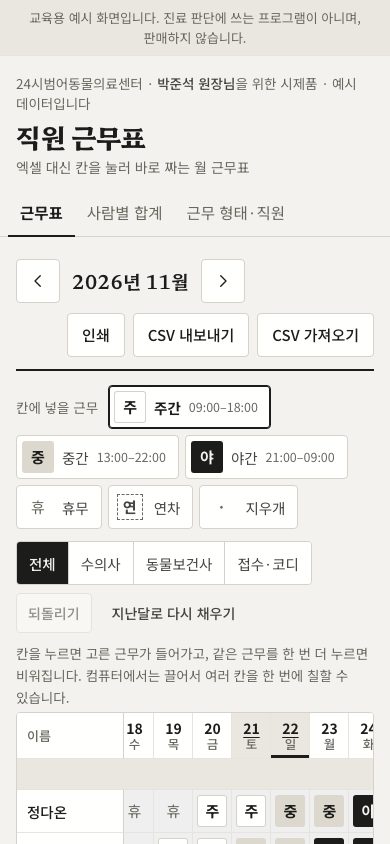 교육용 예시 화면입니다. 진료 판단에 쓰는 프로그램이 아니며,
판매하지 않습니다.
24시범어동물의료센터 · 박준석 원장님을 위한 시제품 · 예시
데이터입니다
직원 근무표
엑셀 대신 칸을 눌러 바로 짜는 월 근무표
근무표 사람별 합계 근무 형태·직원
2026년 11월
인쇄 CSV 내보내기 CSV 가져오기
칸에 넣을 근무 주 주간 09:00–18:00
중 중간 13:00–22:00 야 야간 21:00–09:00
휴 휴무 연 연차 · 지우개
전체 수의사 동물보건사 접수·코디
되돌리기 지난달로 다시 채우기
칸을 누르면 고른 근무가 들어가고, 같은 근무를 한 번 더 누르면
비워집니다. 컴퓨터에서는 끌어서 여러 칸을 한 번에 칠할 수
있습니다.
이름 18 19 20 21 22 23 24
수 목 금 토 일 월 화
정다온 휴 휴 주 주 중 중 야